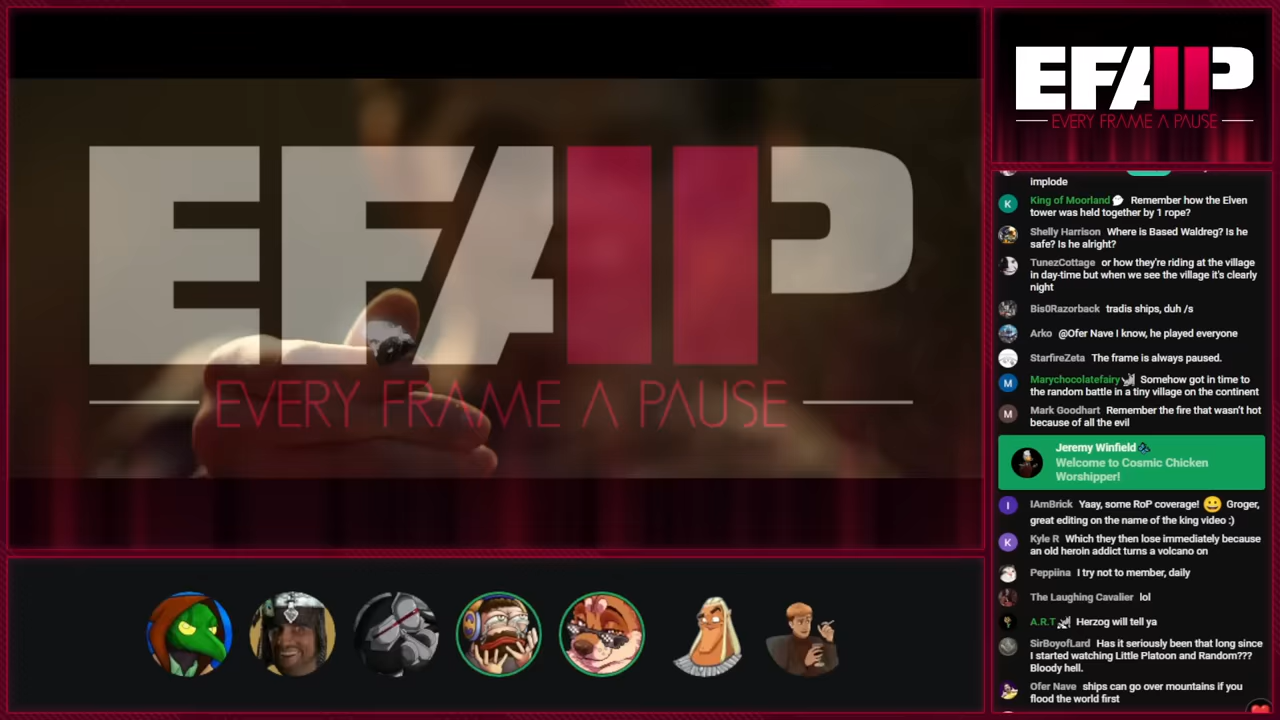 EFAP
EVERY FRAME A PAUSE
EFAP
EVERY FRAME A PAUSE
implode
K King of Moorland Remember how the Elven
tower was held together by 1 rope?
Shelly Harrison Where is Based Waldreg? Is he
safe? Is he alright?
TunezCottage or how they're riding at the village
in day-time but when we see the village it's clearly
night
Bis0Razorback tradis ships, duh /s
Arko @Ofer Nave I know, he played everyone
StarfireZeta The frame is always paused.
M Marychocolatefairy Somehow got in time to
the random battle in a tiny village on the continent
M Mark Goodhart Remember the fire that wasn't hot
because of all the evil
Jeremy Winfield
Welcome to Cosmic Chicken
Worshipper!
I IAmBrick Yaay, some RoP coverage! Groger,
great editing on the name of the king video :)
K Kyle R Which they then lose immediately because
an old heroin addict turns a volcano on
Peppiina I try not to member, daily
The Laughing Cavalier lol
A.R.T Herzog will tell ya
SirBoyofLard Has it seriously been that long since
I started watching Little Platoon and Random???
Bloody hell.
Ofer Nave ships can go over mountains if you
flood the world first